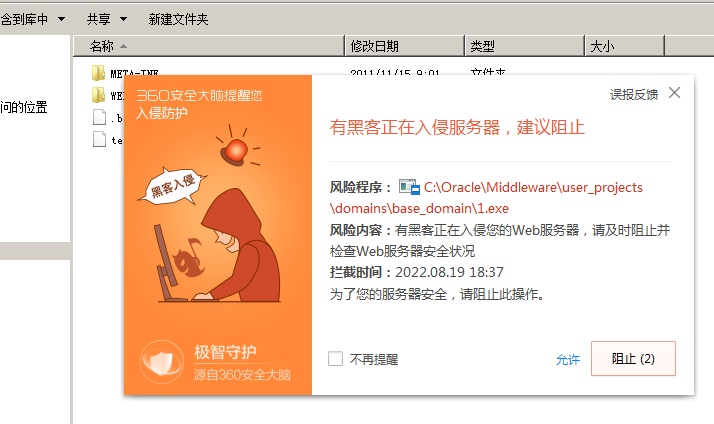 含到库中 共享 新建文件夹
名称 修改日期 类型 大小
META-INF 2011/11/15 9:01 文件夹
问的位置
WE
.b
te
360安全大脑提醒您
入侵防护
黑客入侵
极智守护
源自360安全大脑
误报反馈
有黑客正在入侵服务器，建议阻止
风险程序： C:\Oracle\Middleware\user_projects
\domains\base_domain\1.exe
风险内容：有黑客正在入侵您的Web服务器，请及时阻止并
检查Web服务器安全状况
拦截时间：2022.08.19 18:37
为了您的服务器安全，请阻止此操作。
不再提醒 允许 阻止 (2)